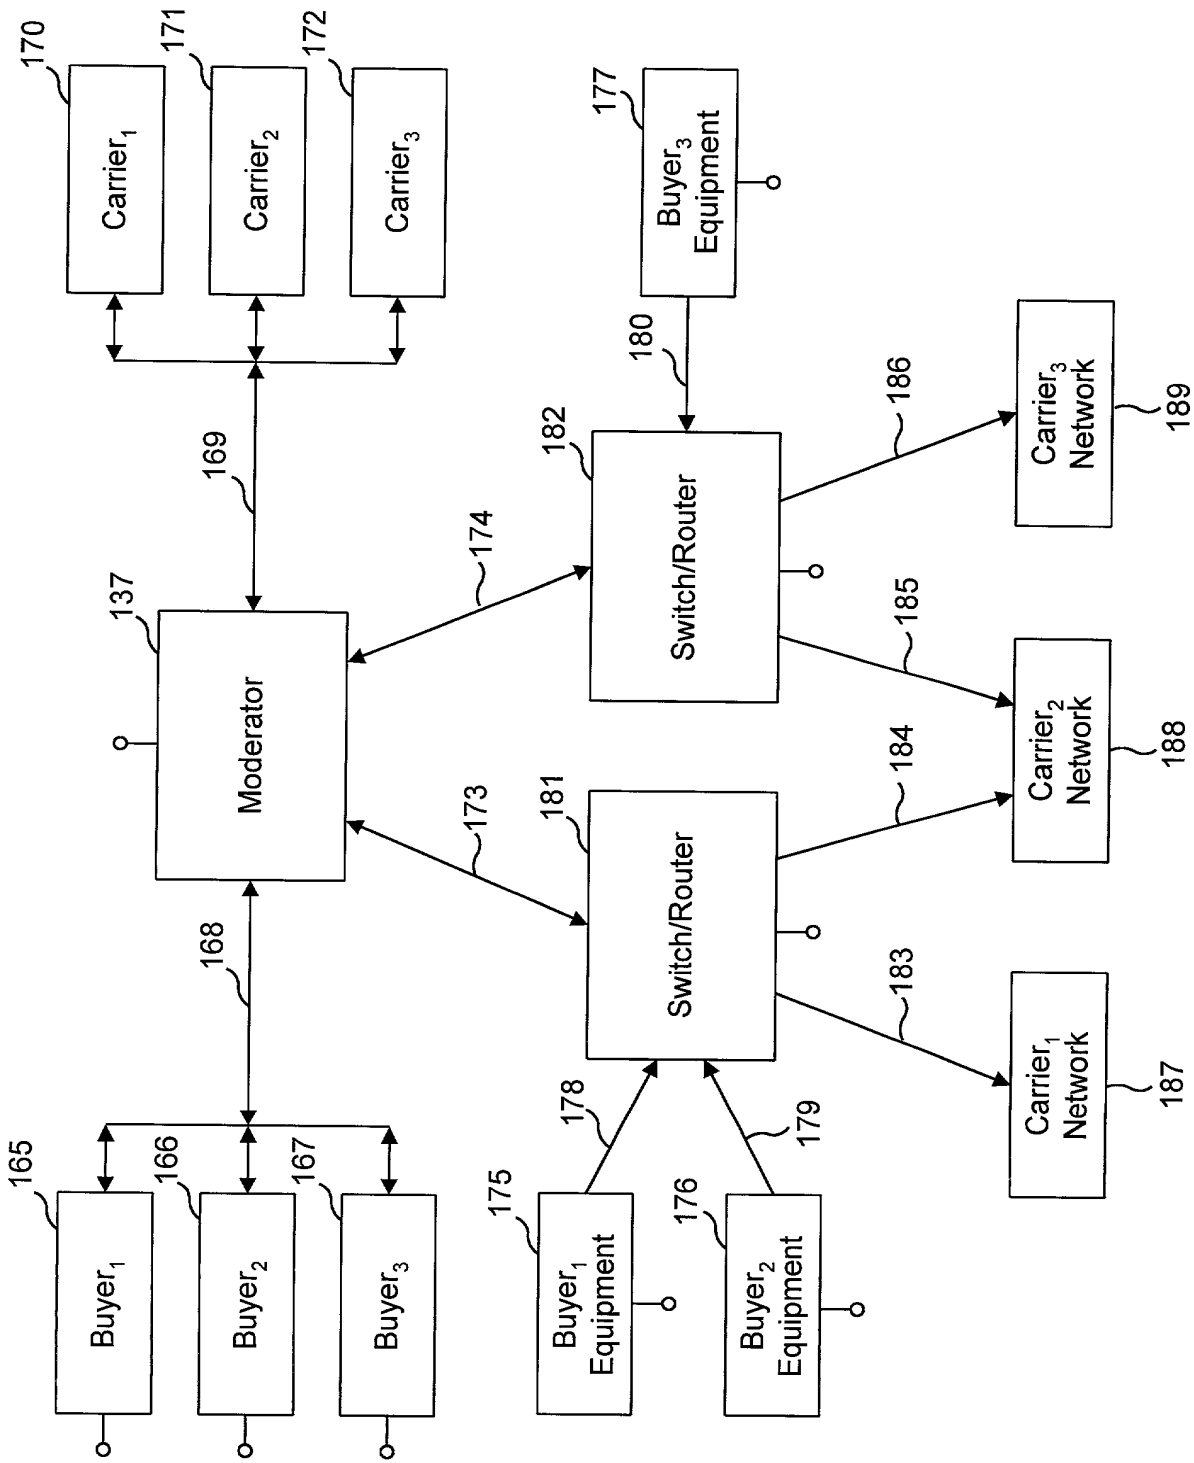 165
Buyer₁
166
Buyer₂
167
Buyer₃
168
137
Moderator
169
170
Carrier₁
171
Carrier₂
172
Carrier₃
173
174
175
Buyer₁
Equipment
176
Buyer₂
Equipment
178
179
181
Switch/Router
182
Switch/Router
180
177
Buyer₃
Equipment
183
184
185
186
Carrier₁
Network
187
Carrier₂
Network
188
Carrier₃
Network
189